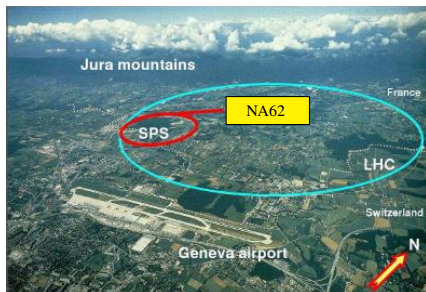 Jura mountains
France
NA62
SPS
LHC
Switzerland
N
Geneva airport